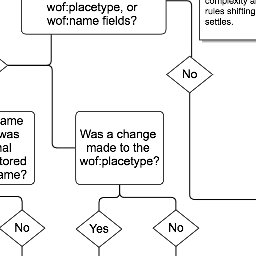 wof:placetype, or
wof:name fields?
complexity a
rules shifting
settles.
No
ame
was
nal
tored
ame?
Was a change
made to the
wof:placetype?
No
Yes
No